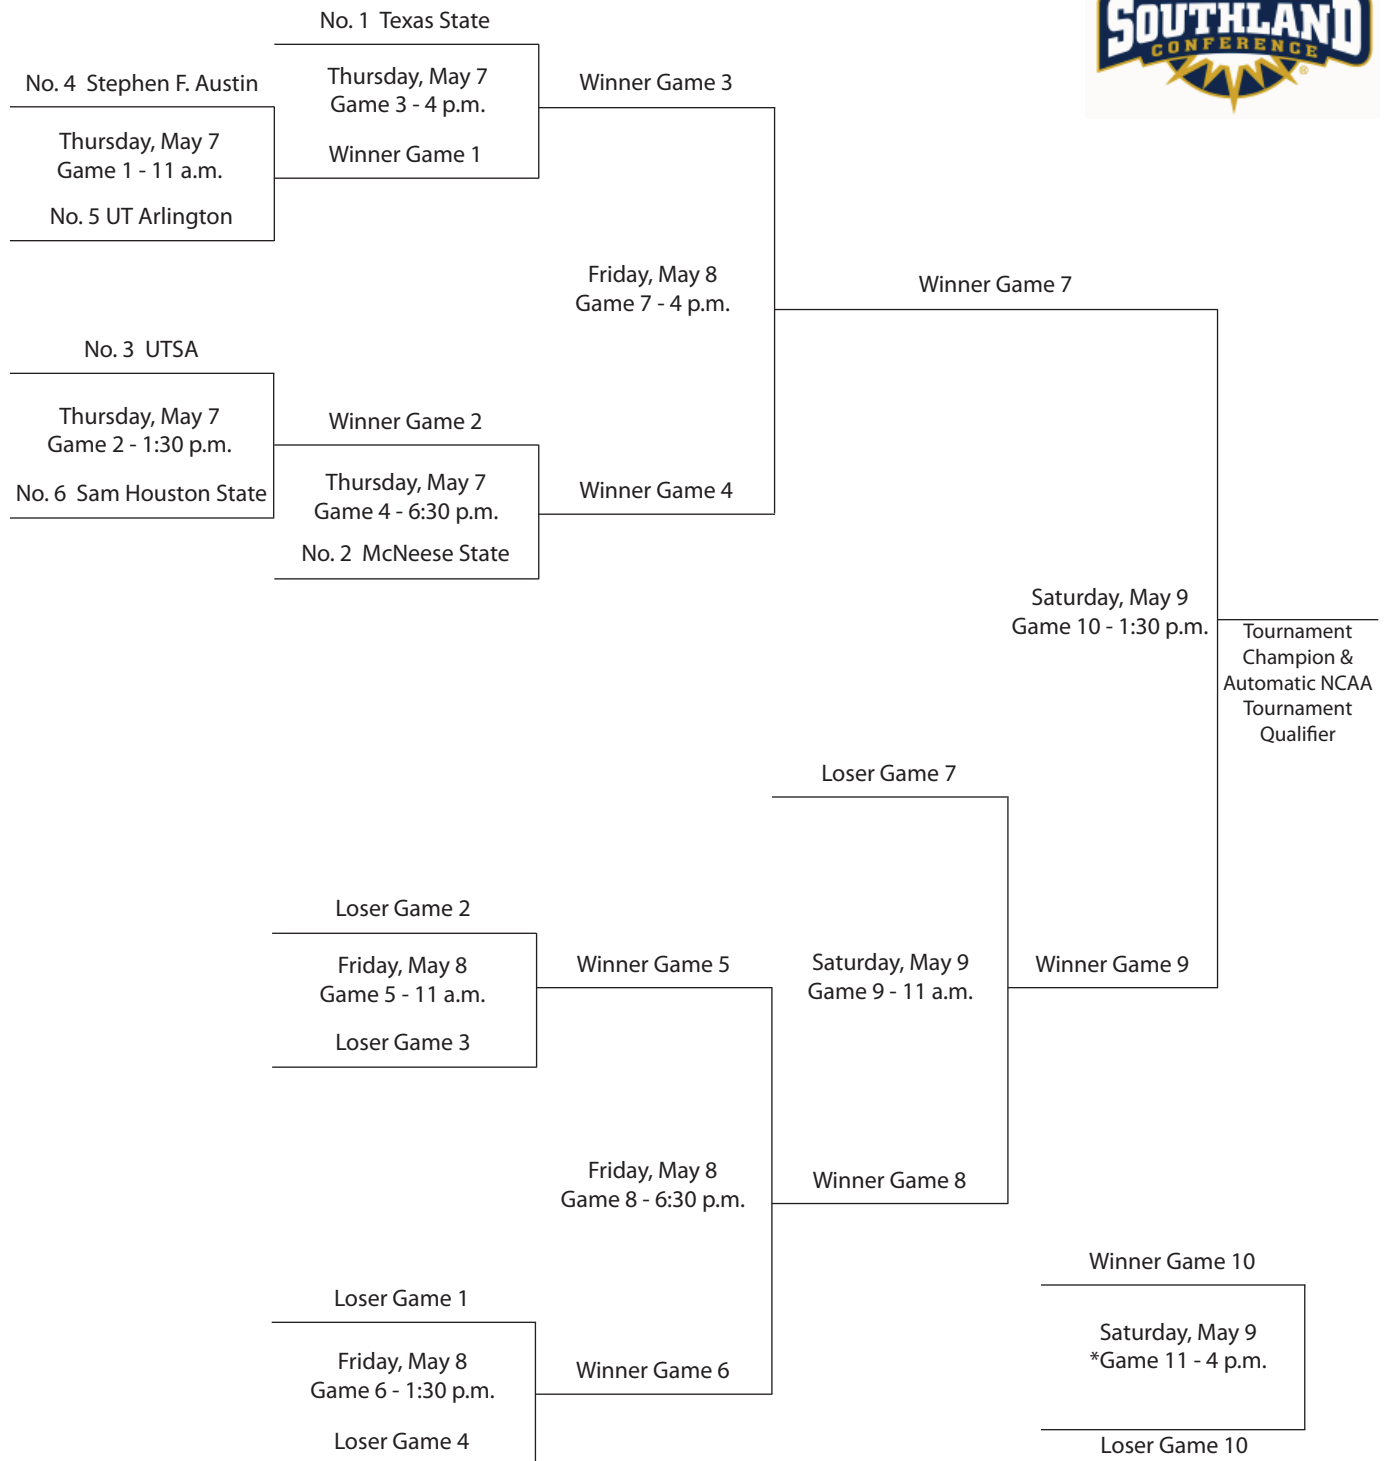 SOUTHLAND
CONFERENCE
®
No. 1 Texas State
Thursday, May 7
Game 3 - 4 p.m.
Winner Game 1
Winner Game 3
No. 4 Stephen F. Austin
Thursday, May 7
Game 1 - 11 a.m.
No. 5 UT Arlington
Friday, May 8
Game 7 - 4 p.m.
Winner Game 7
No. 3 UTSA
Thursday, May 7
Game 2 - 1:30 p.m.
No. 6 Sam Houston State
Winner Game 2
Thursday, May 7
Game 4 - 6:30 p.m.
No. 2 McNeese State
Winner Game 4
Saturday, May 9
Game 10 - 1:30 p.m.
Tournament
Champion &
Automatic NCAA
Tournament
Qualifier
Loser Game 7
Loser Game 2
Friday, May 8
Game 5 - 11 a.m.
Loser Game 3
Winner Game 5
Saturday, May 9
Game 9 - 11 a.m.
Winner Game 9
Friday, May 8
Game 8 - 6:30 p.m.
Winner Game 8
Loser Game 1
Friday, May 8
Game 6 - 1:30 p.m.
Loser Game 4
Winner Game 6
Winner Game 10
Saturday, May 9
*Game 11 - 4 p.m.
Loser Game 10